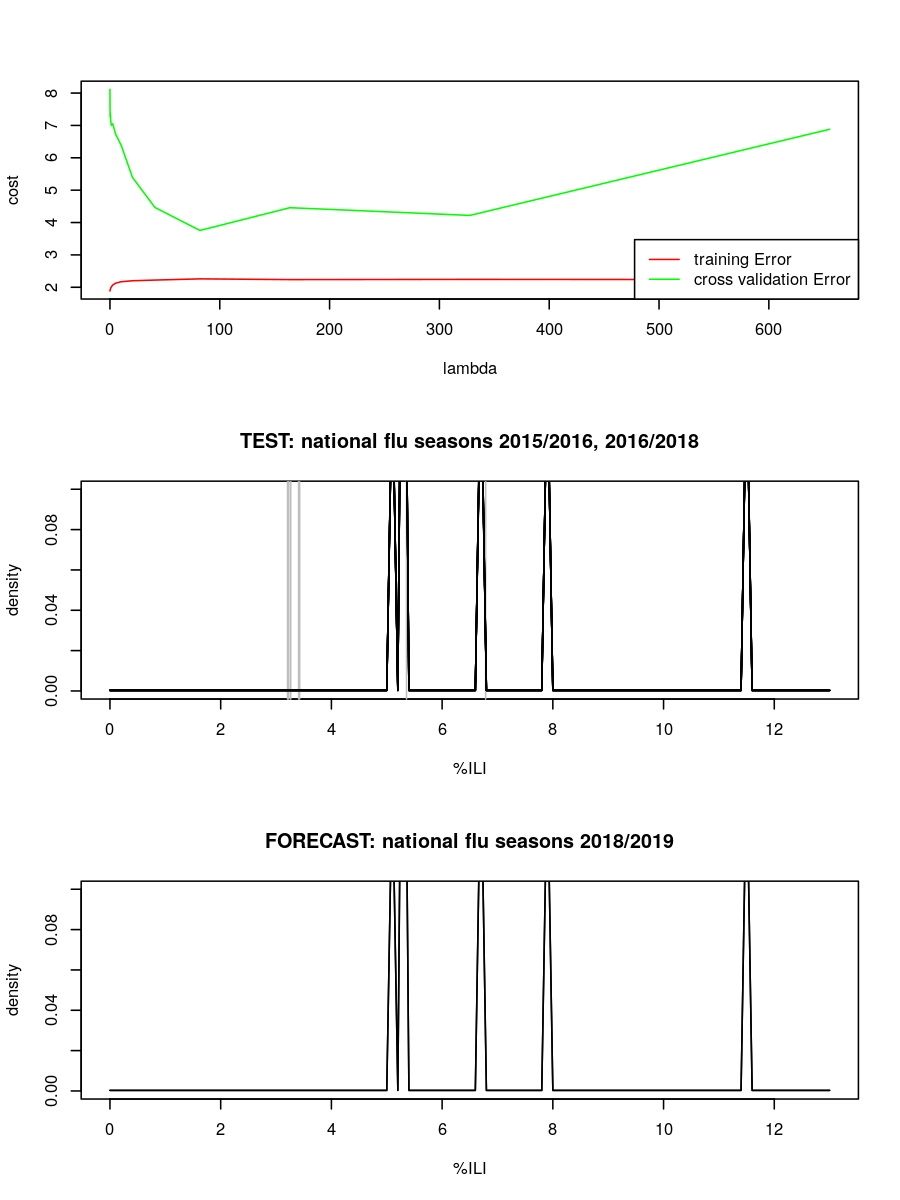 8
7
6
5
4
3
2
cost
training Error
cross validation Error
0 100 200 300 400 500 600
lambda
TEST: national flu seasons 2015/2016, 2016/2018
0.08
0.04
0.00
density
0 2 4 6 8 10 12
%ILI
FORECAST: national flu seasons 2018/2019
0.08
0.04
0.00
density
0 2 4 6 8 10 12
%ILI